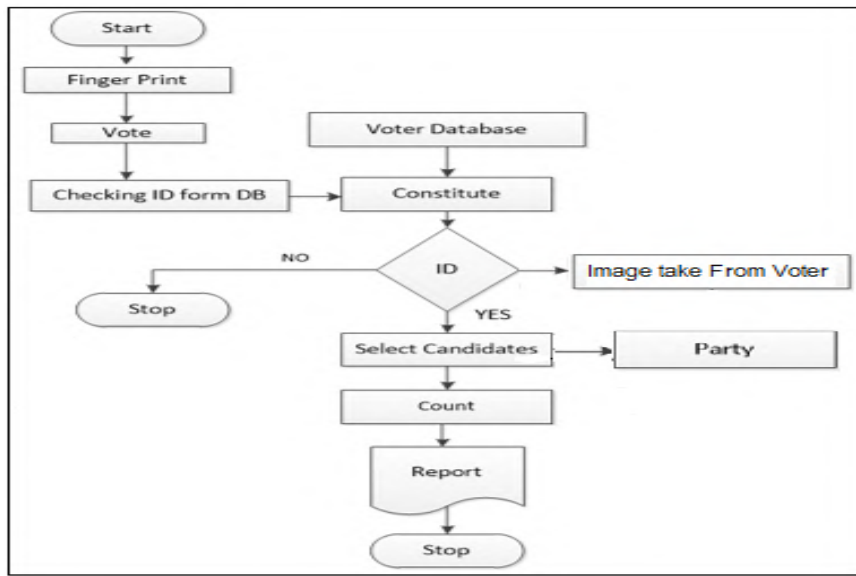 Start
Finger Print
Vote
Voter Database
Checking ID form DB
Constitute
NO
ID
Image take From Voter
Stop
YES
Select Candidates
Party
Count
Report
Stop